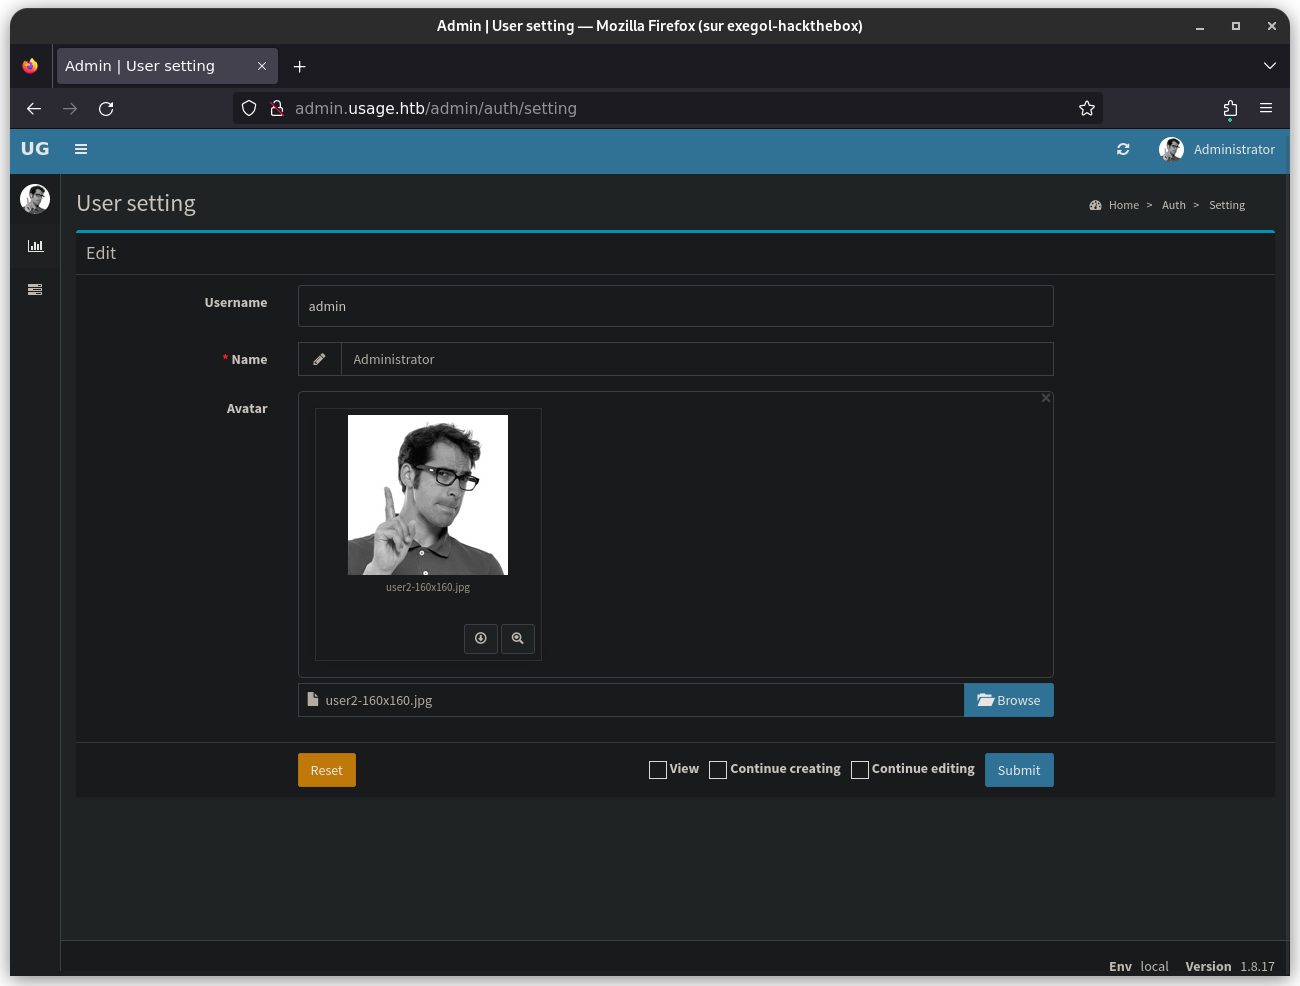 Admin | User setting — Mozilla Firefox (sur exegol-hackthebox)
Admin | User setting
admin.usage.htb/admin/auth/setting
UG
Administrator
User setting
Home > Auth > Setting
Edit
Username
admin
* Name
Administrator
Avatar
user2-160x160.jpg
user2-160x160.jpg
Browse
Reset
View Continue creating Continue editing Submit
Env local Version 1.8.17